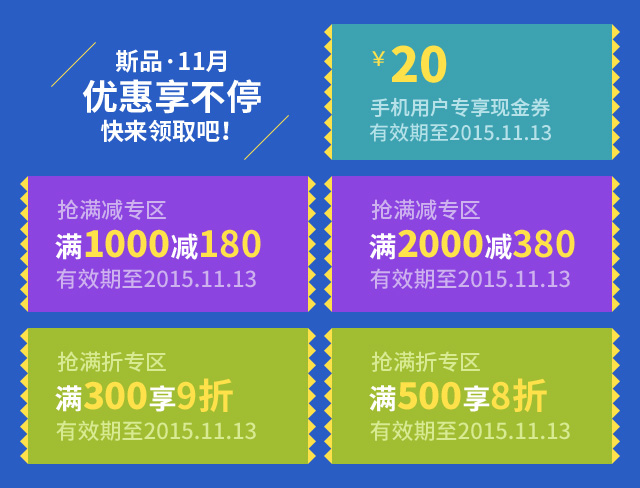 斯品·11月
优惠享不停
快来领取吧!
¥20
手机用户专享现金券
有效期至2015.11.13
抢满减专区
满1000减180
有效期至2015.11.13
抢满减专区
满2000减380
有效期至2015.11.13
抢满折专区
满300享9折
有效期至2015.11.13
抢满折专区
满500享8折
有效期至2015.11.13